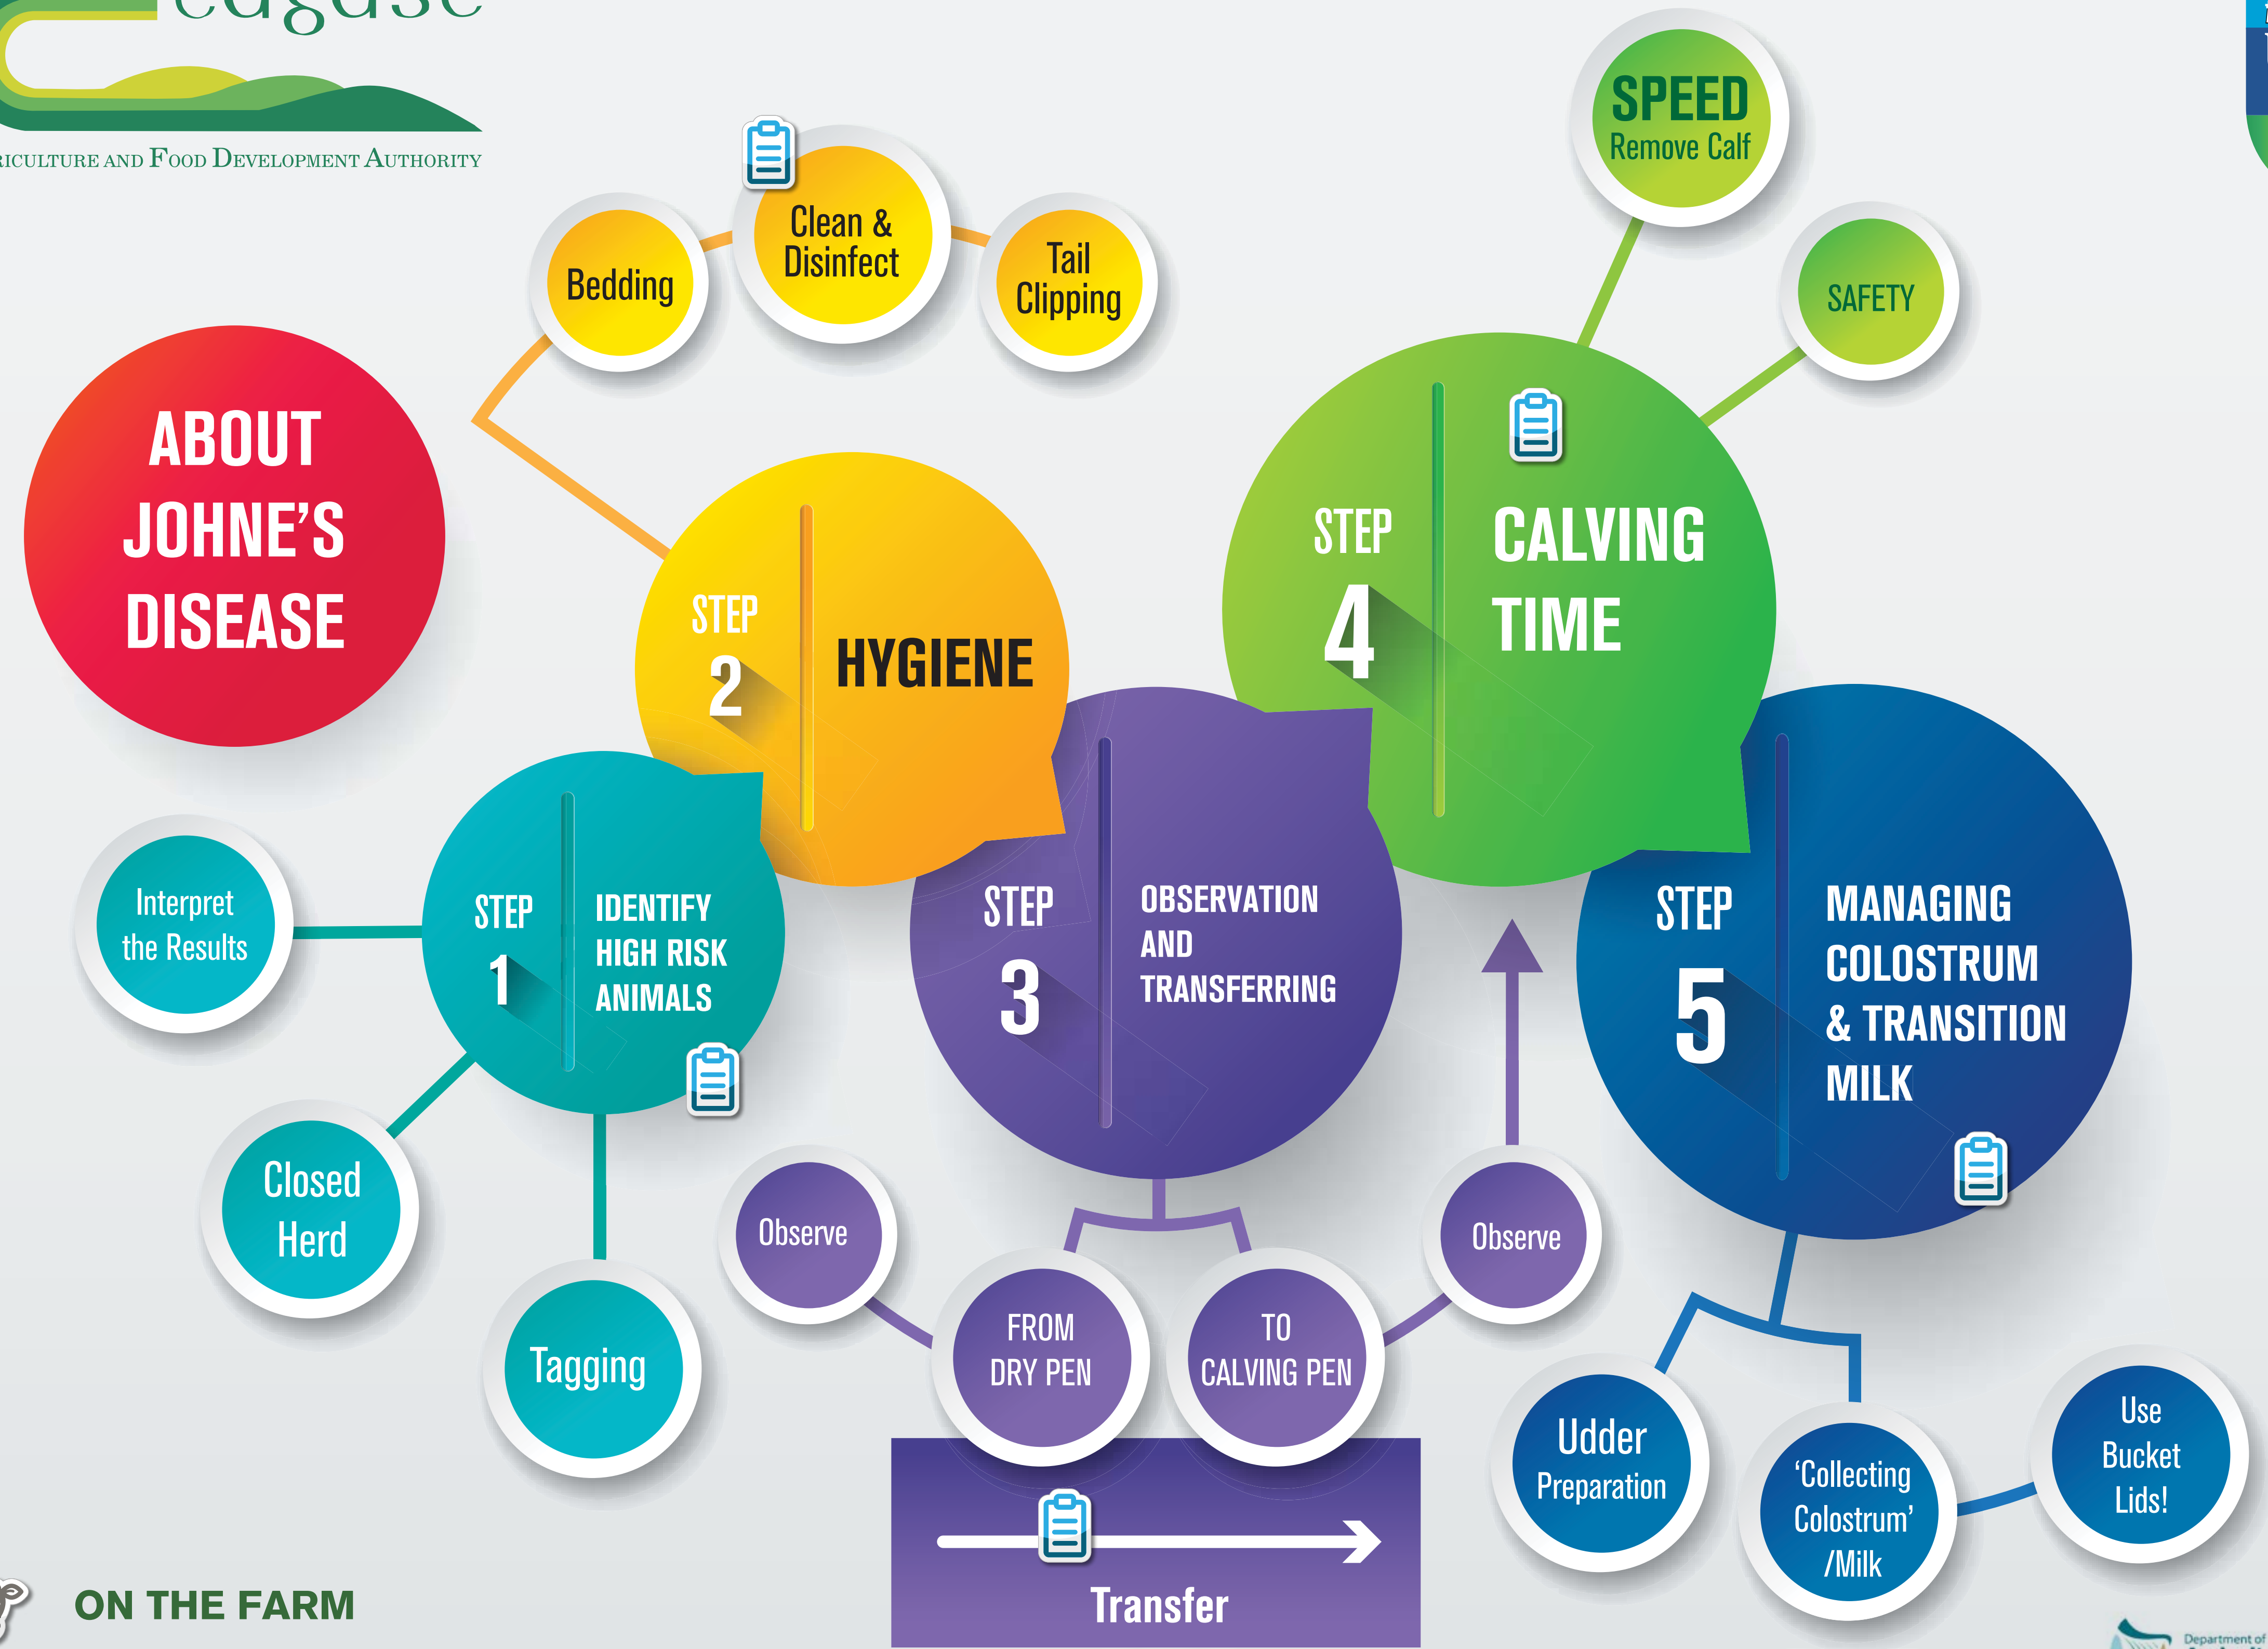 RICULTURE AND FOOD DEVELOPMENT AUTHORITY
ABOUT
JOHNE'S
DISEASE
STEP
1
IDENTIFY
HIGH RISK
ANIMALS
Interpret
the Results
Closed
Herd
Tagging
STEP
2
HYGIENE
Bedding
Clean &
Disinfect
Tail
Clipping
STEP
3
OBSERVATION
AND
TRANSFERRING
Observe
FROM
DRY PEN
TO
CALVING PEN
Observe
Transfer
STEP
4
CALVING
TIME
SPEED
Remove Calf
SAFETY
STEP
5
MANAGING
COLOSTRUM
& TRANSITION
MILK
Udder
Preparation
‘Collecting
Colostrum’
/Milk
Use
Bucket
Lids!
ON THE FARM
Department of